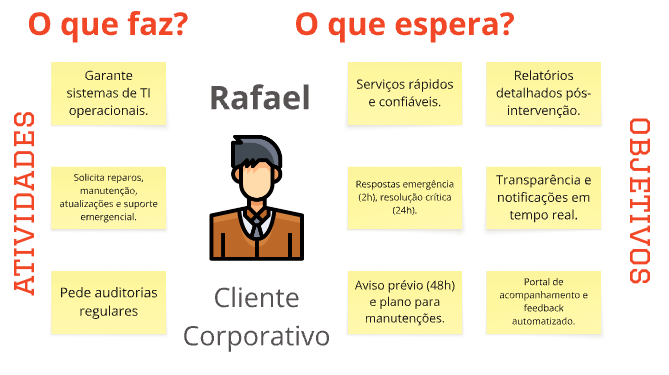 O que faz?
O que espera?
ATIVIDADES
Garante
sistemas de TI
operacionais.
Solicita reparos,
manutenção,
atualizações e suporte
emergencial.
Pede auditorias
regulares
Rafael
Cliente
Corporativo
Serviços rápidos
e confiáveis.
Relatórios
detalhados pós-
intervenção.
Respostas emergência
(2h), resolução crítica
(24h).
Transparência e
notificações em
tempo real.
Aviso prévio (48h)
e plano para
manutenções.
Portal de
acompanhamento e
feedback
automatizado.
OBJETIVOS